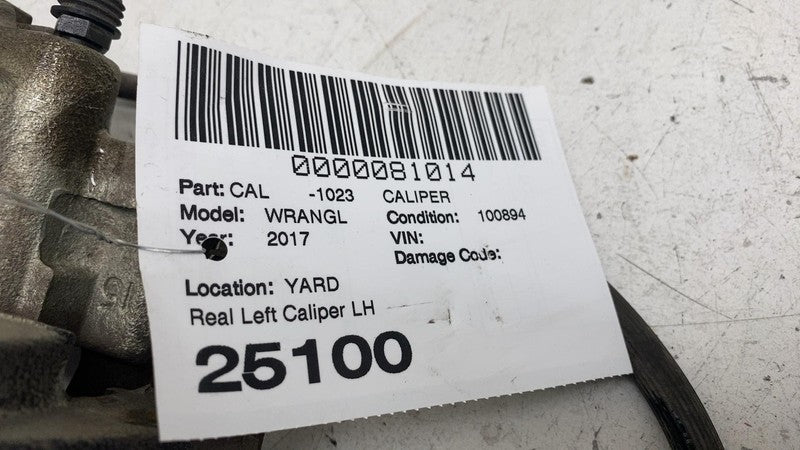 0000081014
Part: CAL -1023 CALIPER
Model: WRANGL Condition: 100894
Year: 2017 VIN:
Damage Code:
Location: YARD
Real Left Caliper LH
25100
15